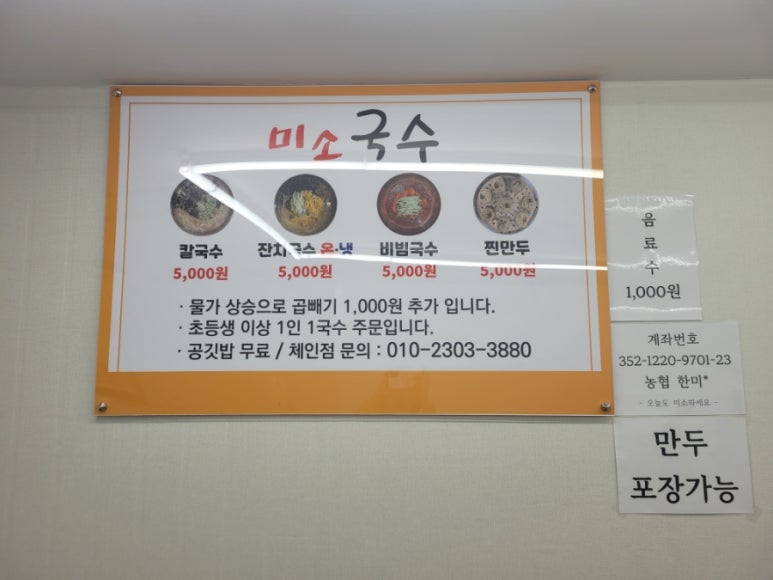 미소국수
칼국수 잔치국수 온·냉 비빔국수 찐만두
5,000원 5,000원 5,000원 5,000원
· 물가 상승으로 곱빼기 1,000원 추가 입니다.
· 초등생 이상 1인 1국수 주문입니다.
· 공깃밥 무료 / 체인점 문의 : 010-2303-3880
음
료
수
1,000원
계좌번호
352-1220-9701-23
농협 한미*
- 오늘도 미소하세요 -
만두
포장가능